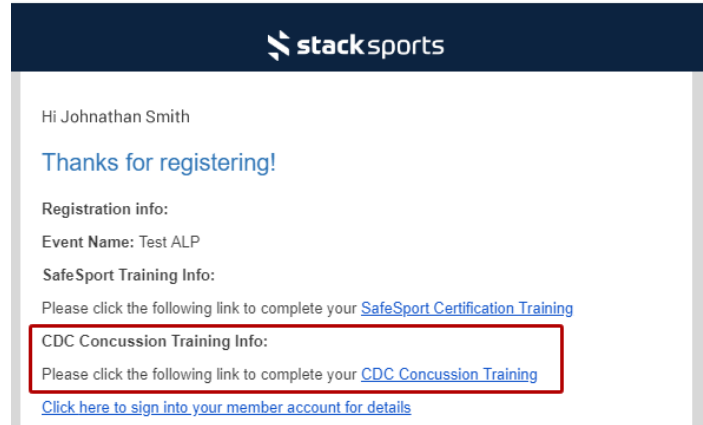 stacksports
Hi Johnathan Smith
Thanks for registering!
Registration info:
Event Name: Test ALP
SafeSport Training Info:
Please click the following link to complete your SafeSport Certification Training
CDC Concussion Training Info:
Please click the following link to complete your CDC Concussion Training
Click here to sign into your member account for details